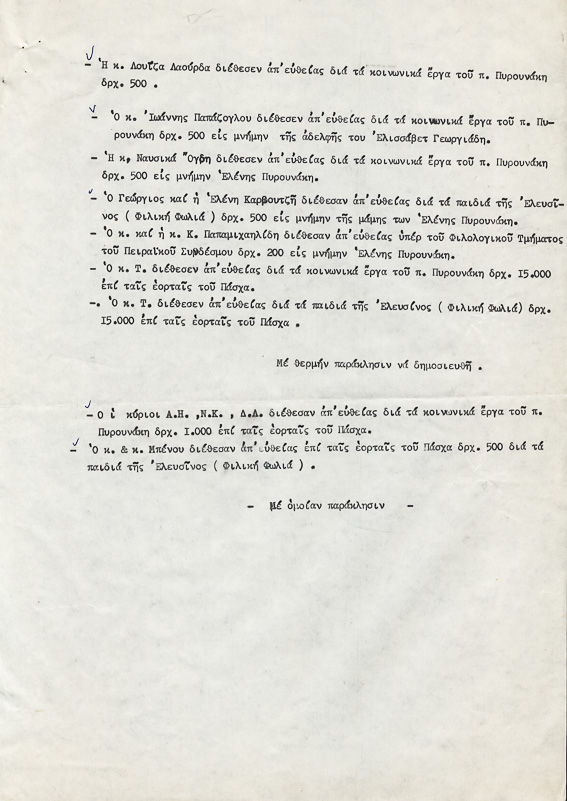 - Ἡ κ. Λουΐζα Λαούρδα διέθεσεν ἀπ'εὐθείας διά τά κοινωνικά ἔργα τοῦ π. Πυρουνάκη
δρχ. 500 .
- Ὁ κ. Ἰωάννης Παπάζογλου διέθεσεν ἀπ'εὐθείας διά τά κοινωνικά ἔργα τοῦ π. Πυ-
ρουνάκη δρχ. 500 εἰς μνήμην τῆς ἀδελφῆς του Ἐλισσάβετ Γεωργιάδη.
- Ἡ κ, Ναυσικᾶ Ὄγδη διέθεσεν ἀπ'εὐθείας διά τά κοινωνικά ἔργα τοῦ π. Πυρουνάκη
δρχ. 500 εἰς μνήμην Ἑλένης Πυρουνάκη.
- Ὁ Γεώργιος καί ἡ Ἑλένη Καρβουτζῆ διέθεσαν ἀπ'εὐθείας διά τά παιδιά τῆς Ἐλευσῖ-
νος ( Φιλική Φωλιά ) δρχ. 500 εἰς μνήμην τῆς μάμης των Ἑλένης Πυρουνάκη.
- Ὁ κ. καί ἡ κ. Κ. Παπαμιχαηλίδη διέθεσαν ἀπ'εὐθείας ὑπέρ τοῦ Φιλολογικοῦ Τμήματος
τοῦ Πειραϊκοῦ Συνδέσμου δρχ. 200 εἰς μνήμην Ἑλένης Πυρουνάκη.
- Ὁ κ. Τ. διέθεσεν ἀπ'εὐθείας διά τά κοινωνικά ἔργα τοῦ π. Πυρουνάκη δρχ. 15.000
ἐπί ταῖς ἑορταῖς τοῦ Πάσχα.
-. Ὁ κ. Τ. διέθεσεν ἀπ'εὐθείας διά τά παιδιά τῆς Ἐλευσῖνος ( Φιλική Φωλιά) δρχ.
15.000 ἐπί ταῖς ἑορταῖς τοῦ Πάσχα .
Μέ θερμήν παράκλησιν νά δημοσιευθῆ .
- Ο ἱ κύριοι Α.Η. ,Ν.Κ. , Δ.Δ. διέθεσαν ἀπ'εὐθείας διά τά κοινωνικά ἔργα τοῦ π.
Πυρουνάκη δρχ. 1.000 ἐπί ταῖς ἑορταῖς τοῦ Πάσχα.
- Ὁ κ. & κ. Μπένου διέθεσαν ἀπ'εὐθείας ἐπί ταῖς ἑορταῖς τοῦ Πάσχα δρχ. 500 διά τά
παιδιά τῆς Ἐλευσῖνος ( Φιλική Φωλιά ) .
- Μέ ὁμοίαν παράκλησιν -